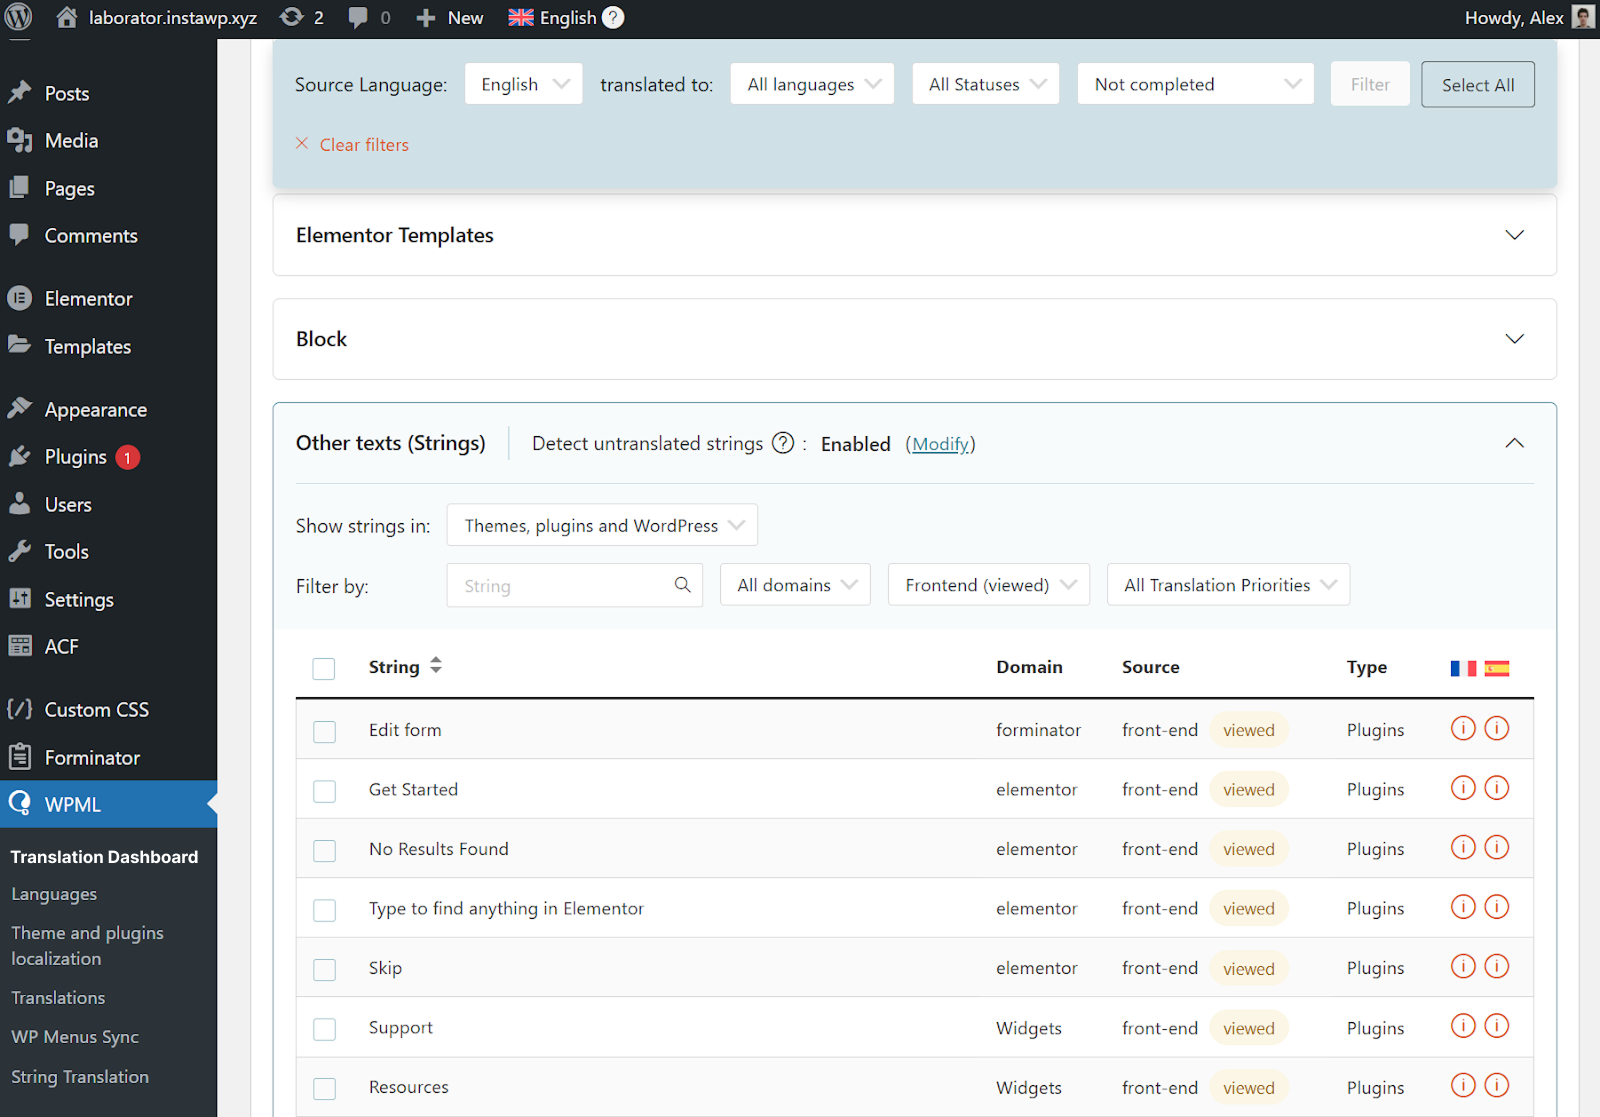 laborator.instawp.xyz 2 0 New English ? Howdy, Alex
Posts
Media
Pages
Comments
Elementor
Templates
Appearance
Plugins 1
Users
Tools
Settings
ACF
Custom CSS
Forminator
WPML
Translation Dashboard
Languages
Theme and plugins
localization
Translations
WP Menus Sync
String Translation
Source Language: English translated to: All languages All Statuses Not completed Filter Select All
Clear filters
Elementor Templates
Block
Other texts (Strings) Detect untranslated strings ? : Enabled (Modify)
Show strings in: Themes, plugins and WordPress
Filter by: String All domains Frontend (viewed) All Translation Priorities
String Domain Source Type
Edit form forminator front-end viewed Plugins
Get Started elementor front-end viewed Plugins
No Results Found elementor front-end viewed Plugins
Type to find anything in Elementor elementor front-end viewed Plugins
Skip elementor front-end viewed Plugins
Support Widgets front-end viewed Plugins
Resources Widgets front-end viewed Plugins